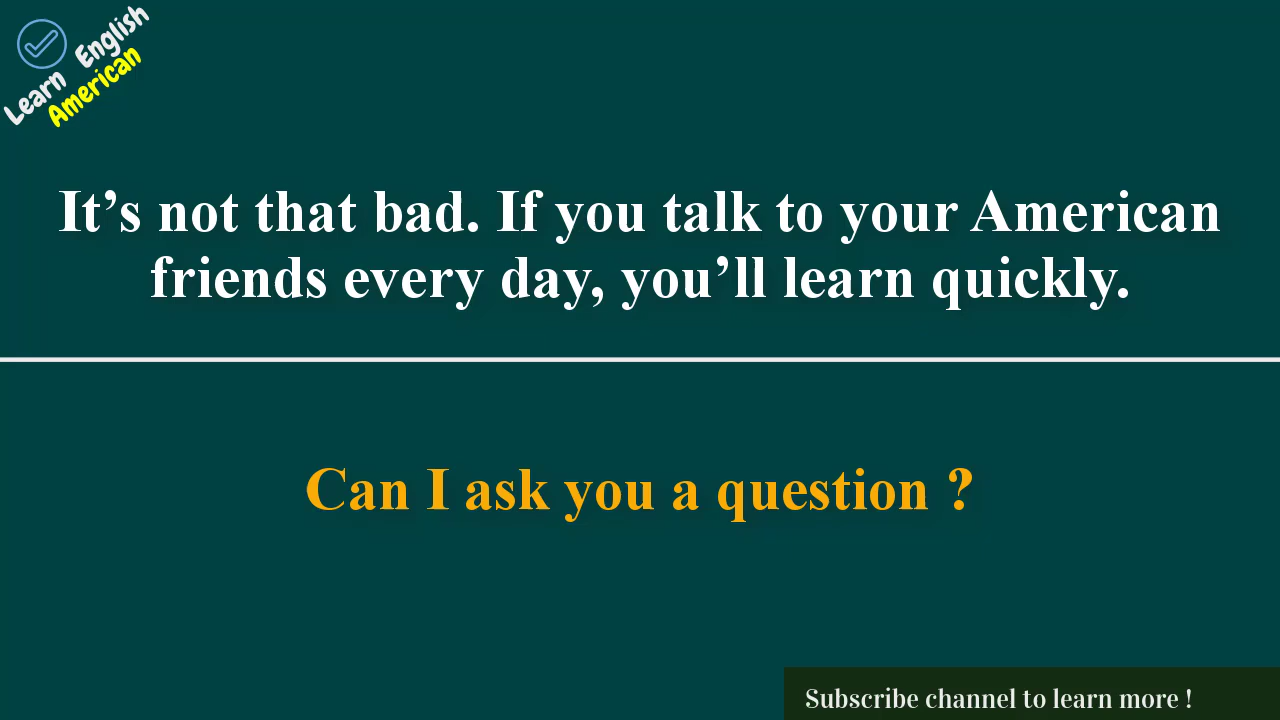 Learn English
American
It’s not that bad. If you talk to your American
friends every day, you’ll learn quickly.
Can I ask you a question ?
Subscribe channel to learn more !